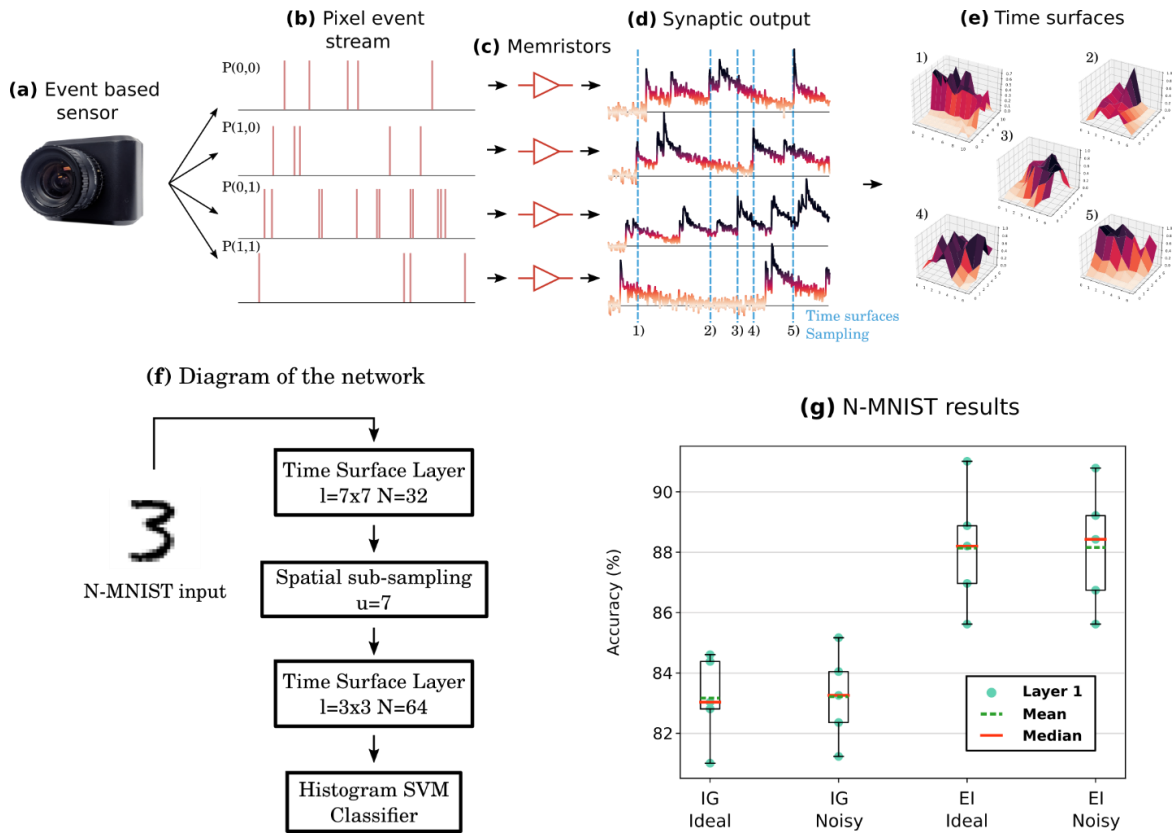 (a) Event based
sensor
(b) Pixel event
stream
P(0,0)
P(1,0)
P(0,1)
P(1,1)
(c) Memristors
(d) Synaptic output
1)
2)
3)
4)
5)
Time surfaces
Sampling
(e) Time surfaces
1)
2)
3)
4)
5)
(f) Diagram of the network
N-MNIST input
Time Surface Layer
l=7x7 N=32
Spatial sub-sampling
u=7
Time Surface Layer
l=3x3 N=64
Histogram SVM
Classifier
(g) N-MNIST results
Accuracy (%)
90
88
86
84
82
IG
Ideal
IG
Noisy
EI
Ideal
EI
Noisy
Layer 1
Mean
Median